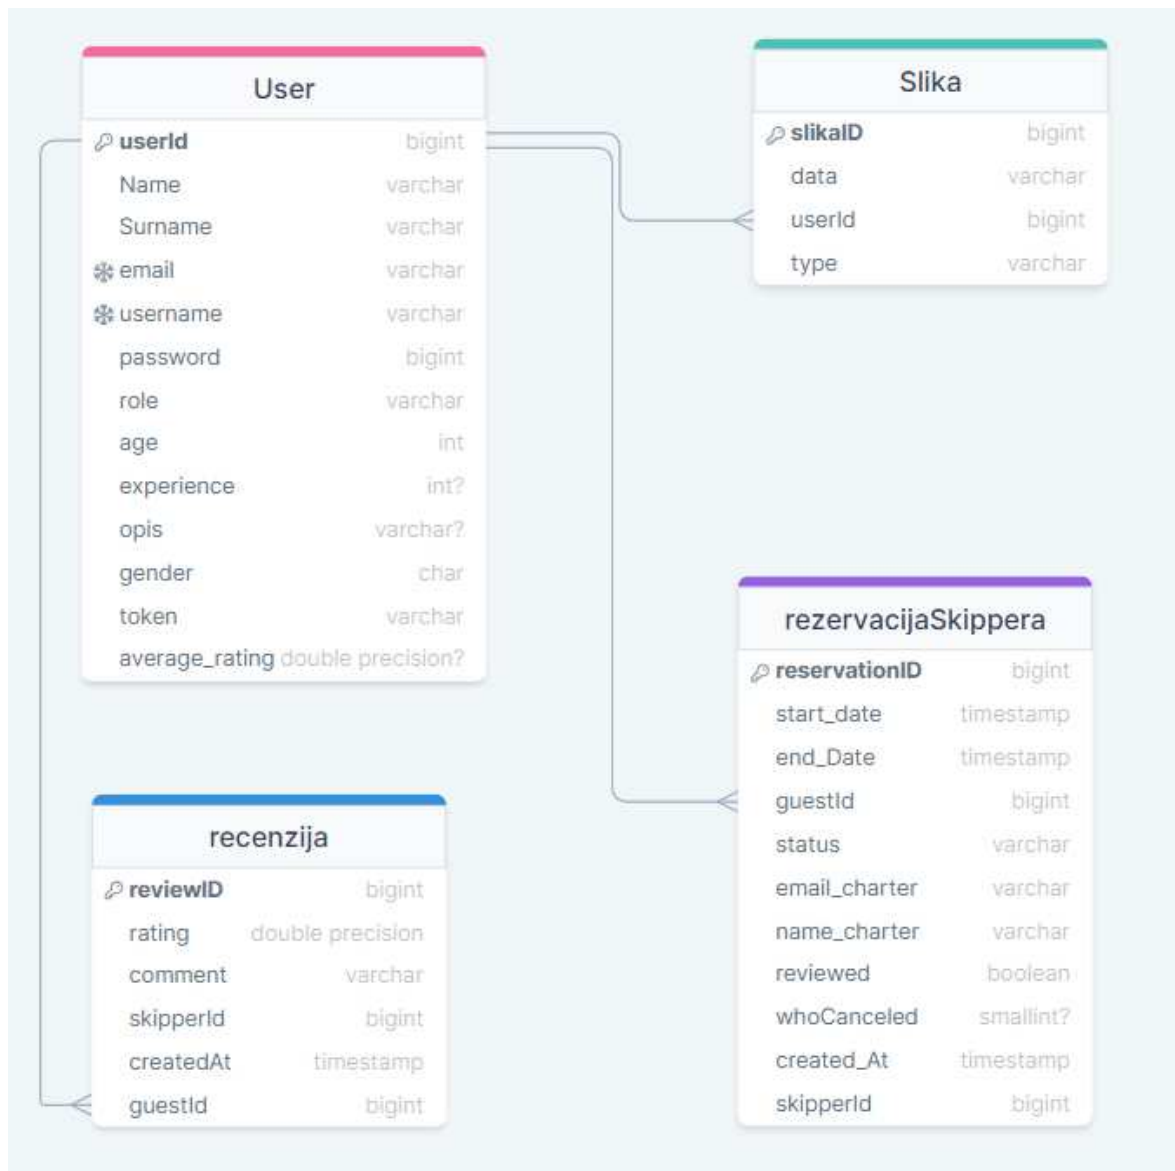 User
userId bigint
Name varchar
Surname varchar
email varchar
username varchar
password bigint
role varchar
age int
experience int?
opis varchar?
gender char
token varchar
average_rating double precision?
Slika
slikaID bigint
data varchar
userId bigint
type varchar
recenzija
reviewID bigint
rating double precision
comment varchar
skipperId bigint
createdAt timestamp
guestId bigint
rezervacijaSkippera
reservationID bigint
start_date timestamp
end_Date timestamp
guestId bigint
status varchar
email_charter varchar
name_charter varchar
reviewed boolean
whoCanceled smallint?
created_At timestamp
skipperId bigint